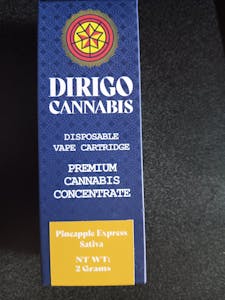 DIRIGO
CANNABIS
DISPOSABLE
VAPE CARTRIDGE
PREMIUM
CANNABIS
CONCENTRATE
Pineapple Express
Sativa
NT WT:
2 Grams